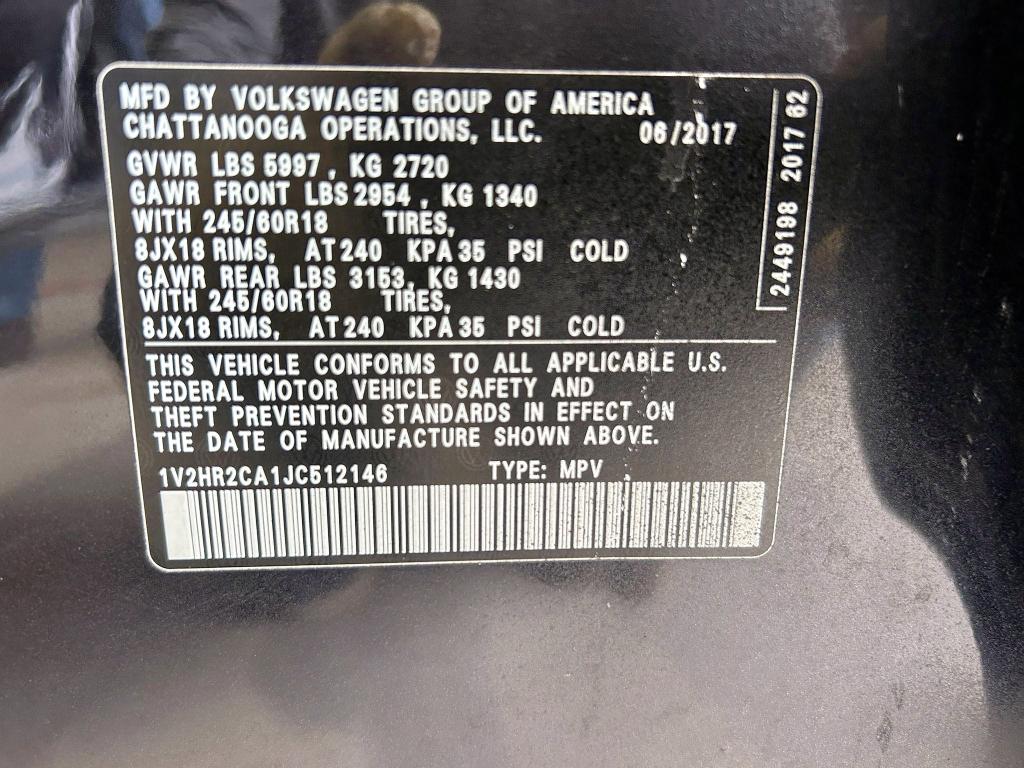 MFD BY VOLKSWAGEN GROUP OF AMERICA
CHATTANOOGA OPERATIONS, LLC. 06/2017
GVWR LBS 5997, KG 2720
GAWR FRONT LBS 2954, KG 1340
WITH 245/60R18 TIRES,
8JX18 RIMS, AT 240 KPA 35 PSI COLD
GAWR REAR LBS 3153, KG 1430
WITH 245/60R18 TIRES,
8JX18 RIMS, AT 240 KPA 35 PSI COLD
THIS VEHICLE CONFORMS TO ALL APPLICABLE U.S.
FEDERAL MOTOR VEHICLE SAFETY AND
THEFT PREVENTION STANDARDS IN EFFECT ON
THE DATE OF MANUFACTURE SHOWN ABOVE.
1V2HR2CA1JC512146 TYPE: MPV
2449198 2017 62